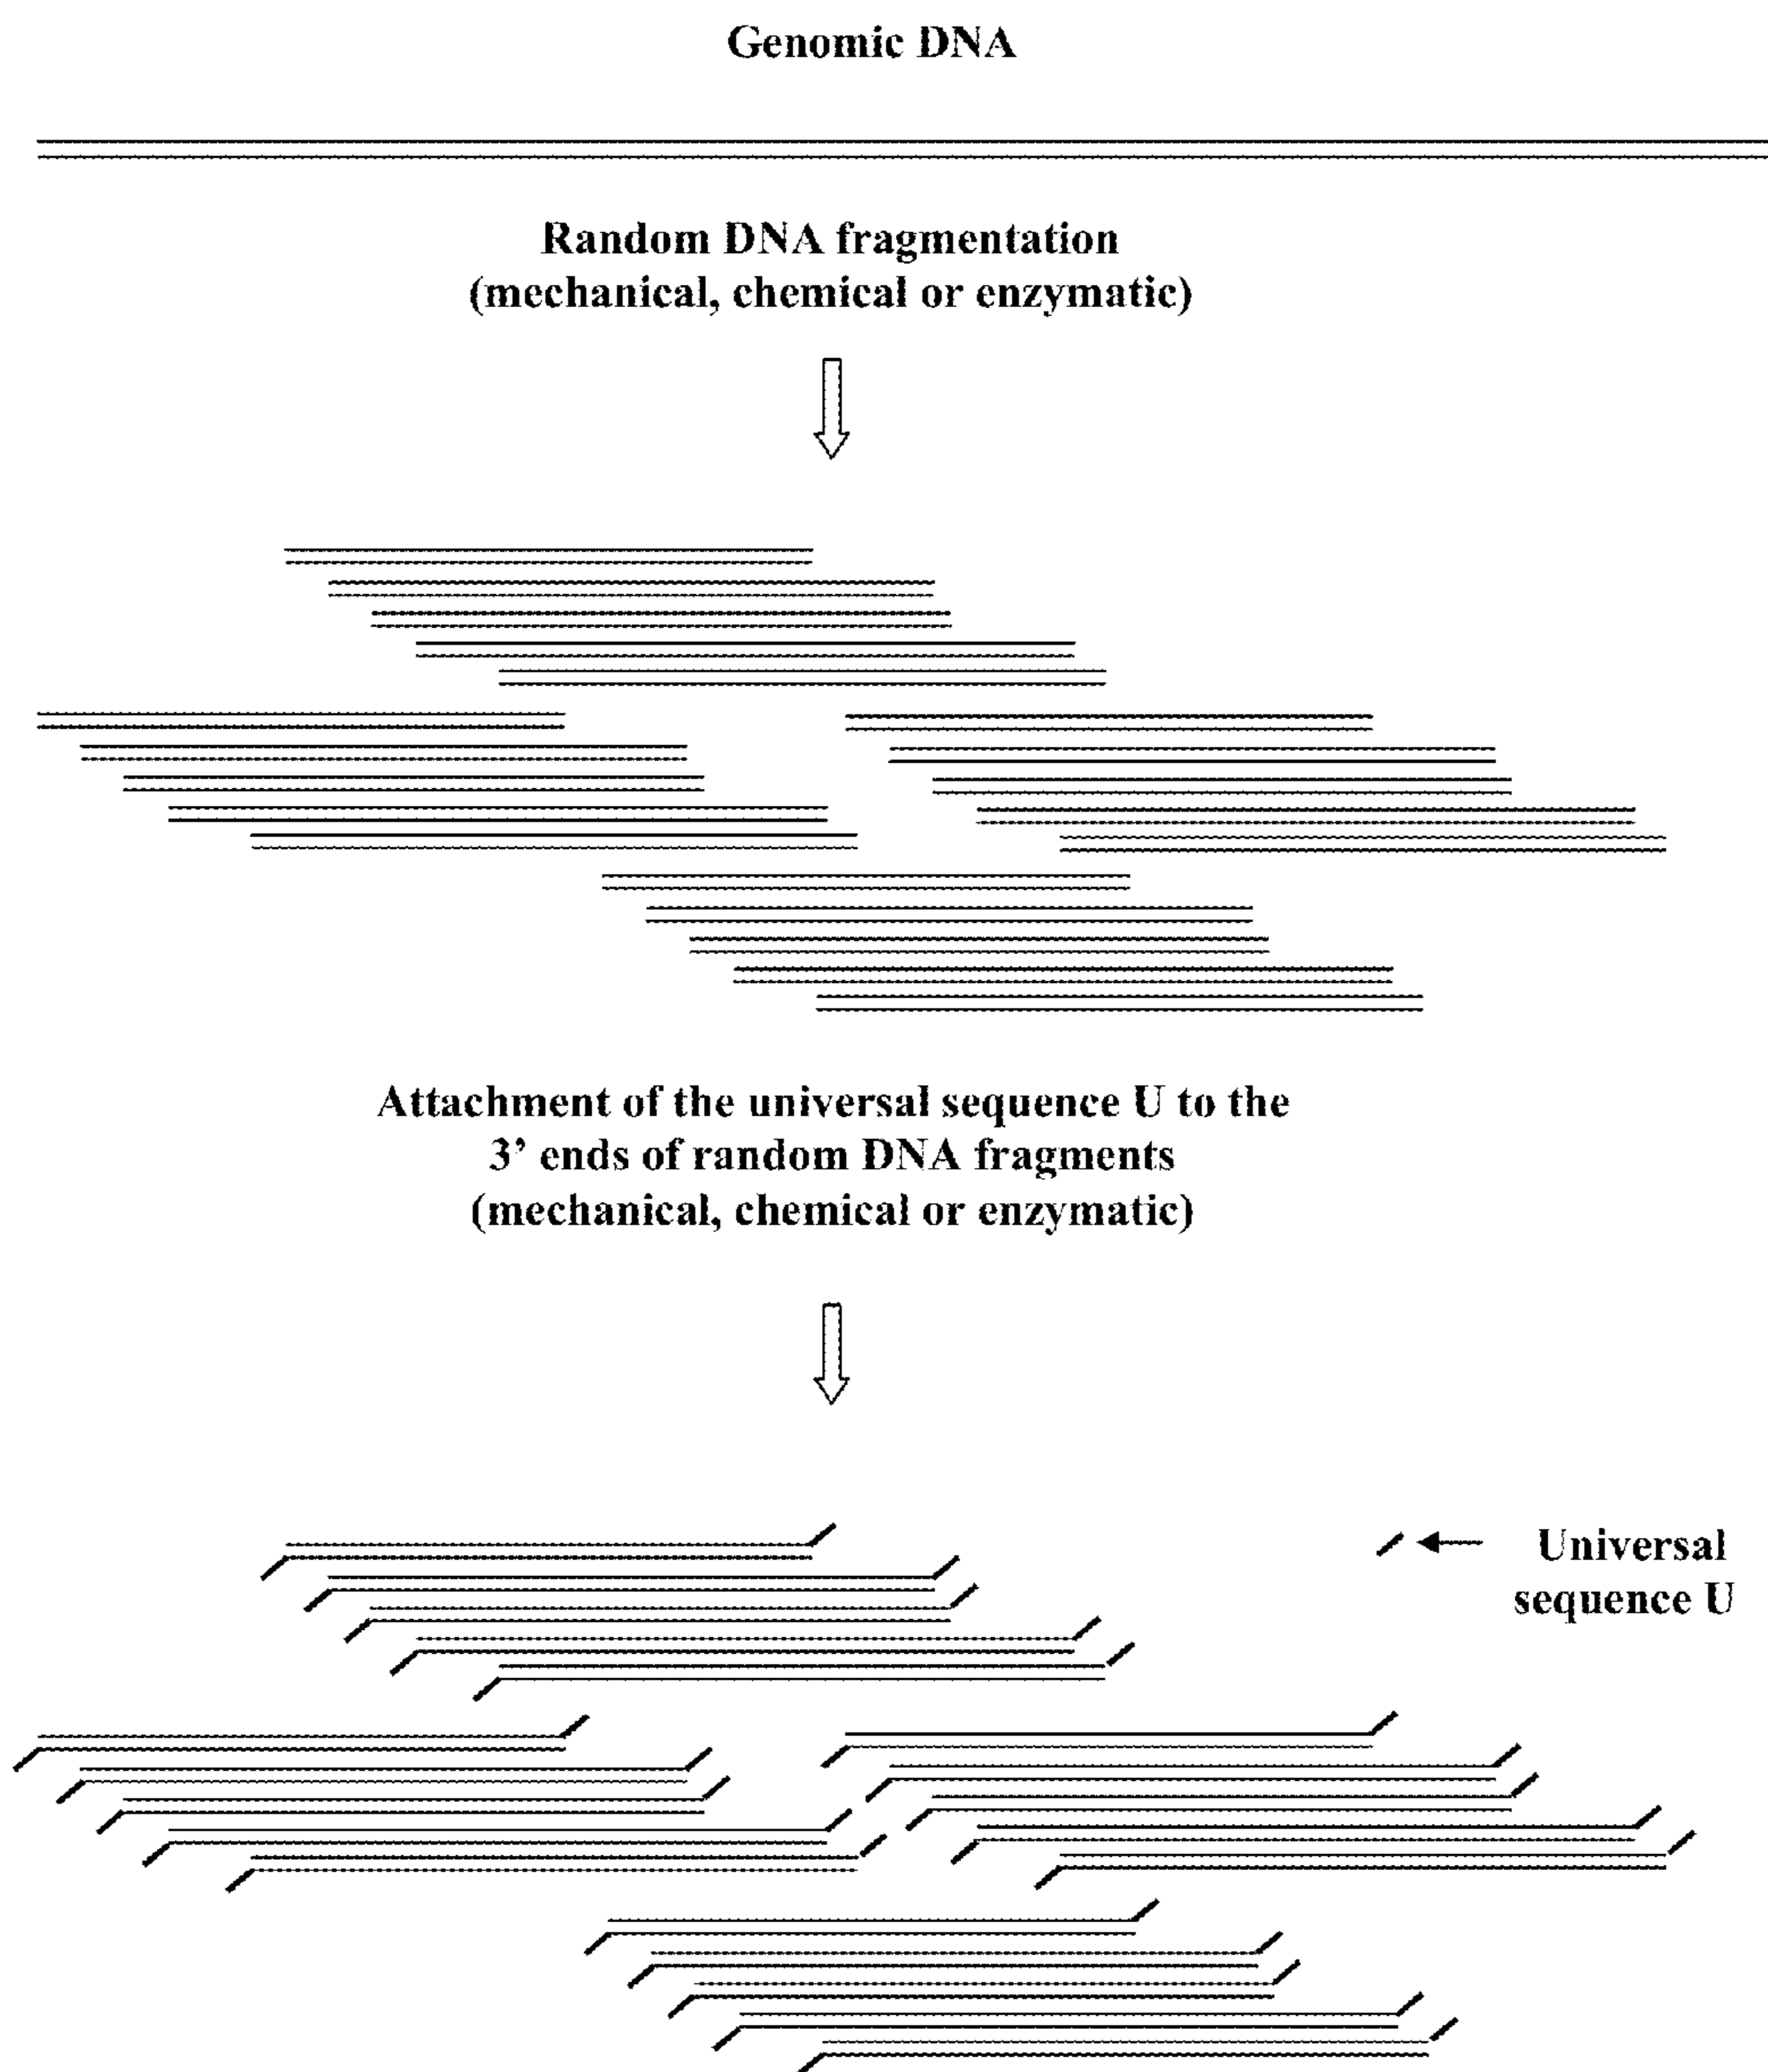 Genomic DNA
Random DNA fragmentation
(mechanical, chemical or enzymatic)
Attachment of the universal sequence U to the
3’ ends of random DNA fragments
(mechanical, chemical or enzymatic)
Universal
sequence U